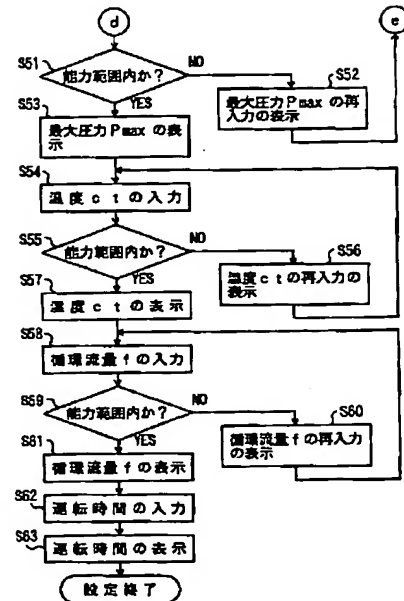 d
e
S51
能力範囲内か?
NO
S52
YES
最大圧力Pmaxの再
入力の表示
S53
最大圧力Pmaxの表
示
S54
温度ctの入力
S55
能力範囲内か?
NO
S56
YES
温度ctの再入力の
表示
S57
温度ctの表示
S58
循環流量fの入力
S59
能力範囲内か?
NO
S60
YES
循環流量fの再入力
の表示
S61
循環流量fの表示
S62
運転時間の入力
S63
運転時間の表示
設定終了